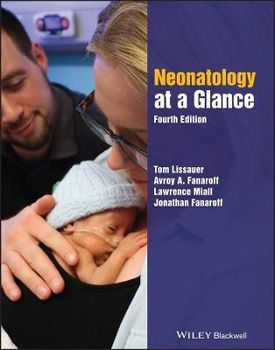 Neonatology
at a Glance
Fourth Edition
Tom Lissauer
Avroy A. Fanaroff
Lawrence Miall
Jonathan Fanaroff
WILEY Blackwell